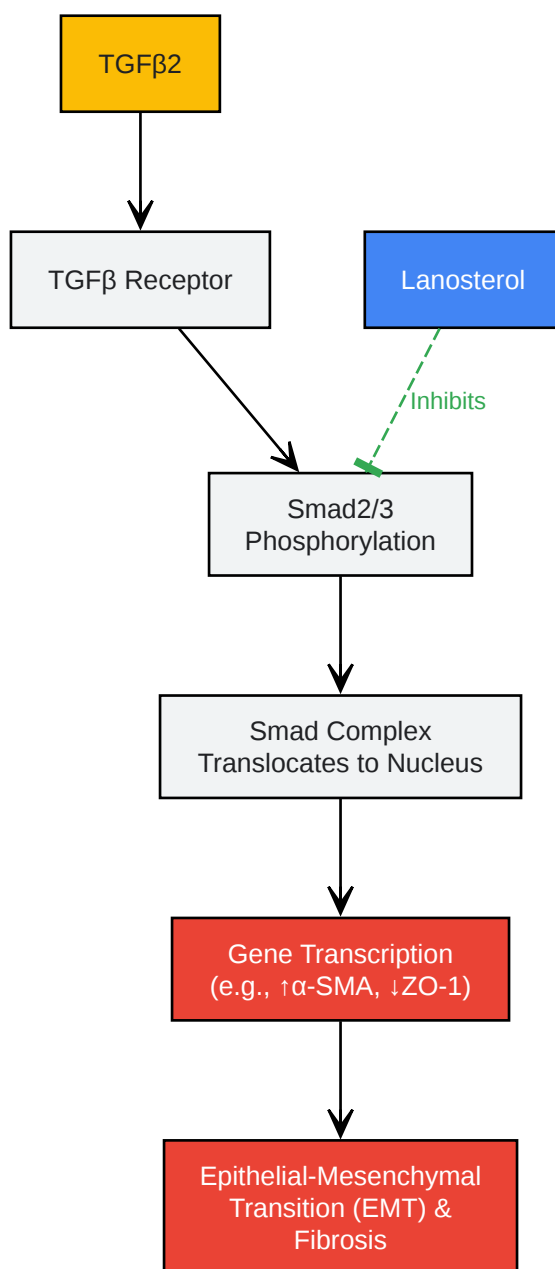 TGFβ2
TGFβ Receptor
Lanosterol
Inhibits
Smad2/3
Phosphorylation
Smad Complex
Translocates to Nucleus
Gene Transcription
(e.g., ↑α-SMA, ↓ZO-1)
Epithelial-Mesenchymal
Transition (EMT) &
Fibrosis